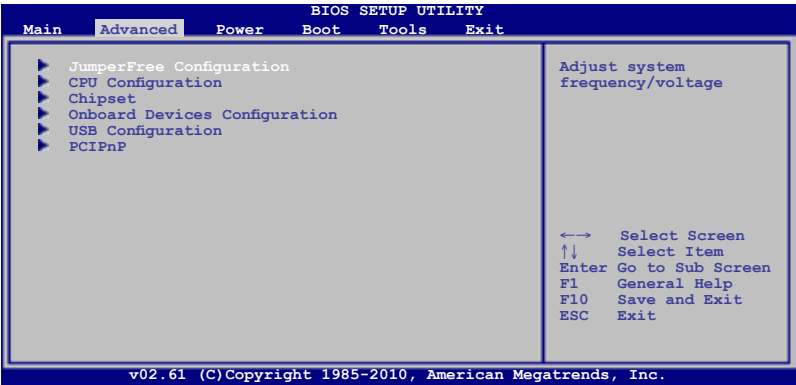 BIOS SETUP UTILITY
Main Advanced Power Boot Tools Exit
JumperFree Configuration
CPU Configuration
Chipset
Onboard Devices Configuration
USB Configuration
PCIPnP
Adjust system
frequency/voltage
←→ Select Screen
↑↓ Select Item
Enter Go to Sub Screen
F1 General Help
F10 Save and Exit
ESC Exit
v02.61 (C)Copyright 1985-2010, American Megatrends, Inc.